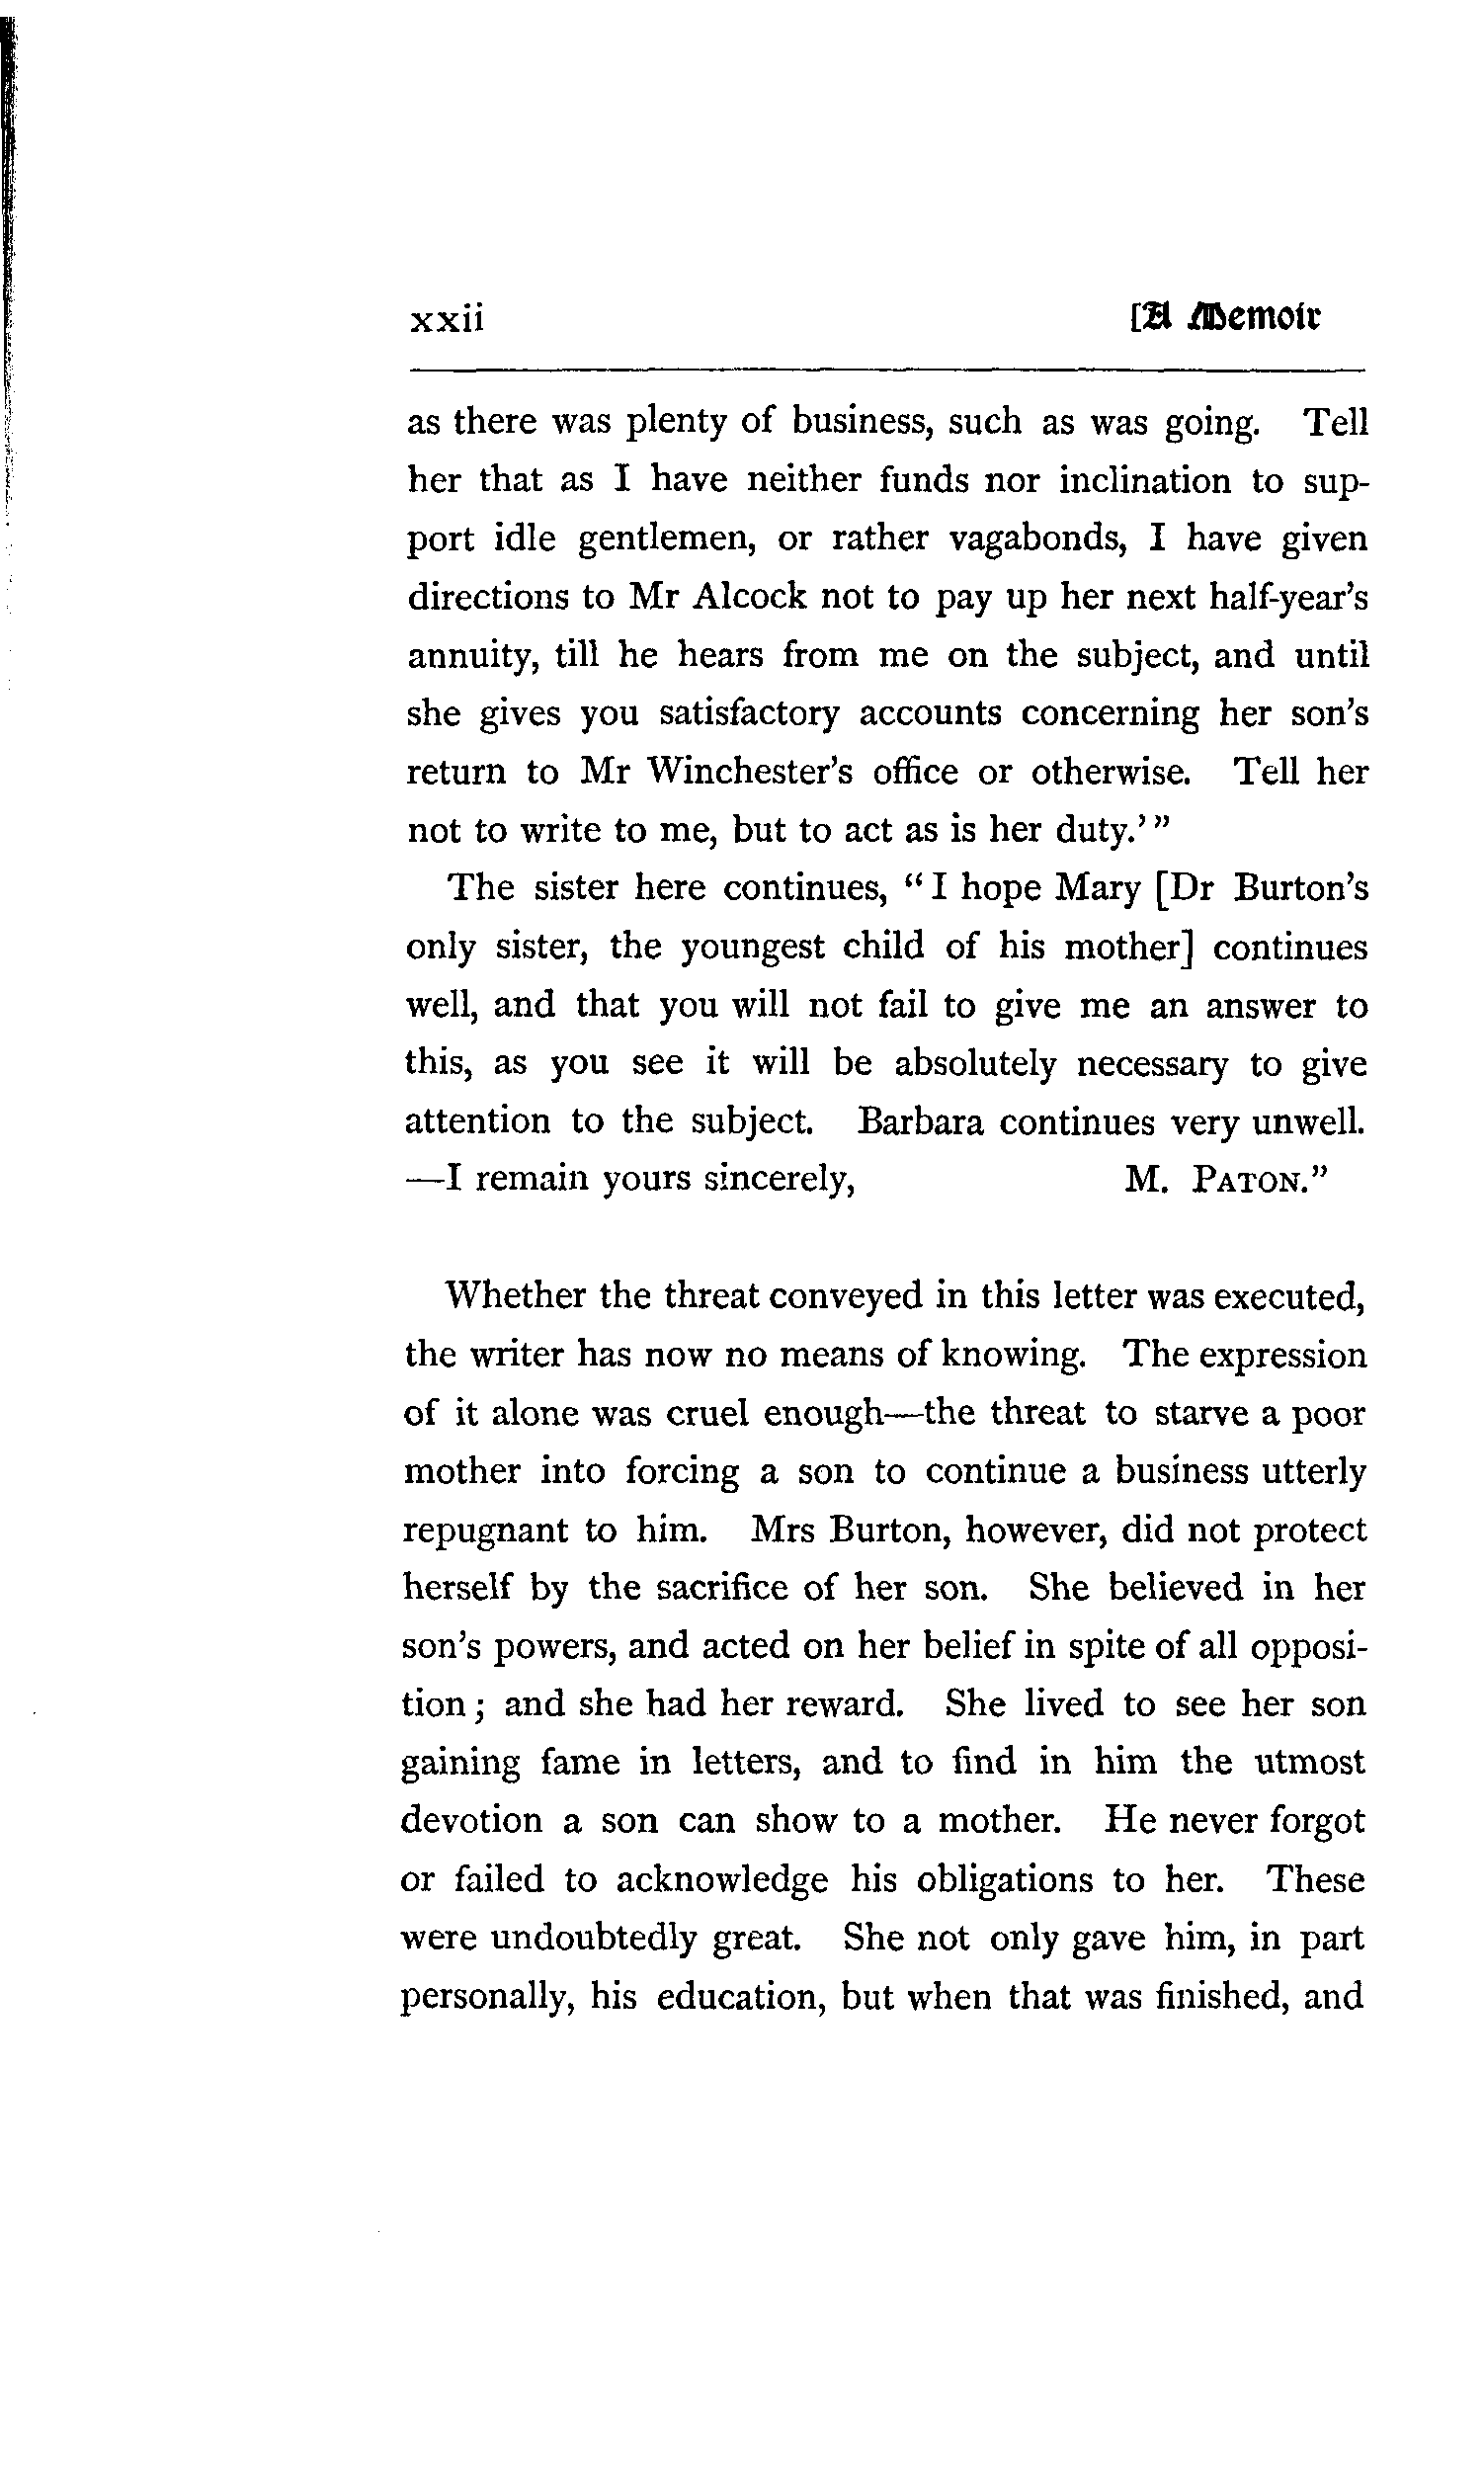 xxii [A Memoir
as there was plenty of business, such as was going. Tell
her that as I have neither funds nor inclination to sup-
port idle gentlemen, or rather vagabonds, I have given
directions to Mr Alcock not to pay up her next half-year's
annuity, till he hears from me on the subject, and until
she gives you satisfactory accounts concerning her son's
return to Mr Winchester's office or otherwise. Tell her
not to write to me, but to act as is her duty.'"
The sister here continues, "I hope Mary [Dr Burton's
only sister, the youngest child of his mother] continues
well, and that you will not fail to give me an answer to
this, as you see it will be absolutely necessary to give
attention to the subject. Barbara continues very unwell.
—I remain yours sincerely, M. PATON."
Whether the threat conveyed in this letter was executed,
the writer has now no means of knowing. The expression
of it alone was cruel enough—the threat to starve a poor
mother into forcing a son to continue a business utterly
repugnant to him. Mrs Burton, however, did not protect
herself by the sacrifice of her son. She believed in her
son's powers, and acted on her belief in spite of all opposi-
tion; and she had her reward. She lived to see her son
gaining fame in letters, and to find in him the utmost
devotion a son can show to a mother. He never forgot
or failed to acknowledge his obligations to her. These
were undoubtedly great. She not only gave him, in part
personally, his education, but when that was finished, and